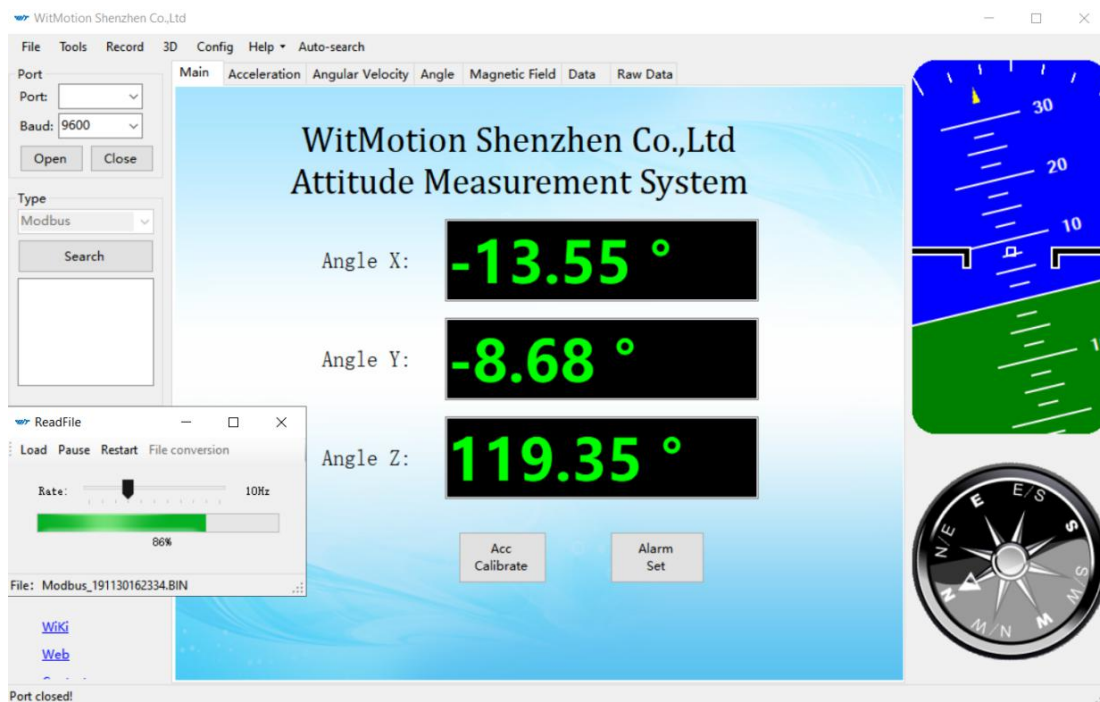 WitMotion Shenzhen Co.,Ltd
File Tools Record 3D Config Help Auto-search
Port
Port:
Baud: 9600
Open Close
Type
Modbus
Search
Main Acceleration Angular Velocity Angle Magnetic Field Data Raw Data
WitMotion Shenzhen Co.,Ltd
Attitude Measurement System
Angle X: -13.55 °
Angle Y: -8.68 °
Angle Z: 119.35 °
Acc
Calibrate
Alarm
Set
30
20
10
1
E/S
E
S
N/E
S/W
N
W
W/N
ReadFile
Load Pause Restart File conversion
Rate: 10Hz
86%
File: Modbus_191130162334.BIN
WiKi
Web
Port closed!